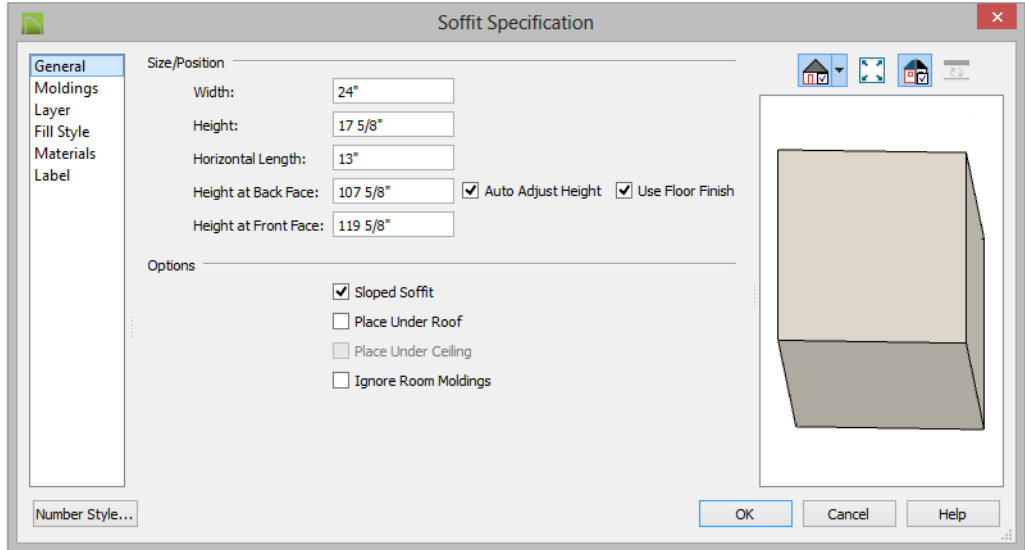 Soffit Specification
General
Moldings
Layer
Fill Style
Materials
Label
Size/Position
Width: 24"
Height: 17 5/8"
Horizontal Length: 13"
Height at Back Face: 107 5/8" Auto Adjust Height Use Floor Finish
Height at Front Face: 119 5/8"
Options
Sloped Soffit
Place Under Roof
Place Under Ceiling
Ignore Room Moldings
Number Style... OK Cancel Help